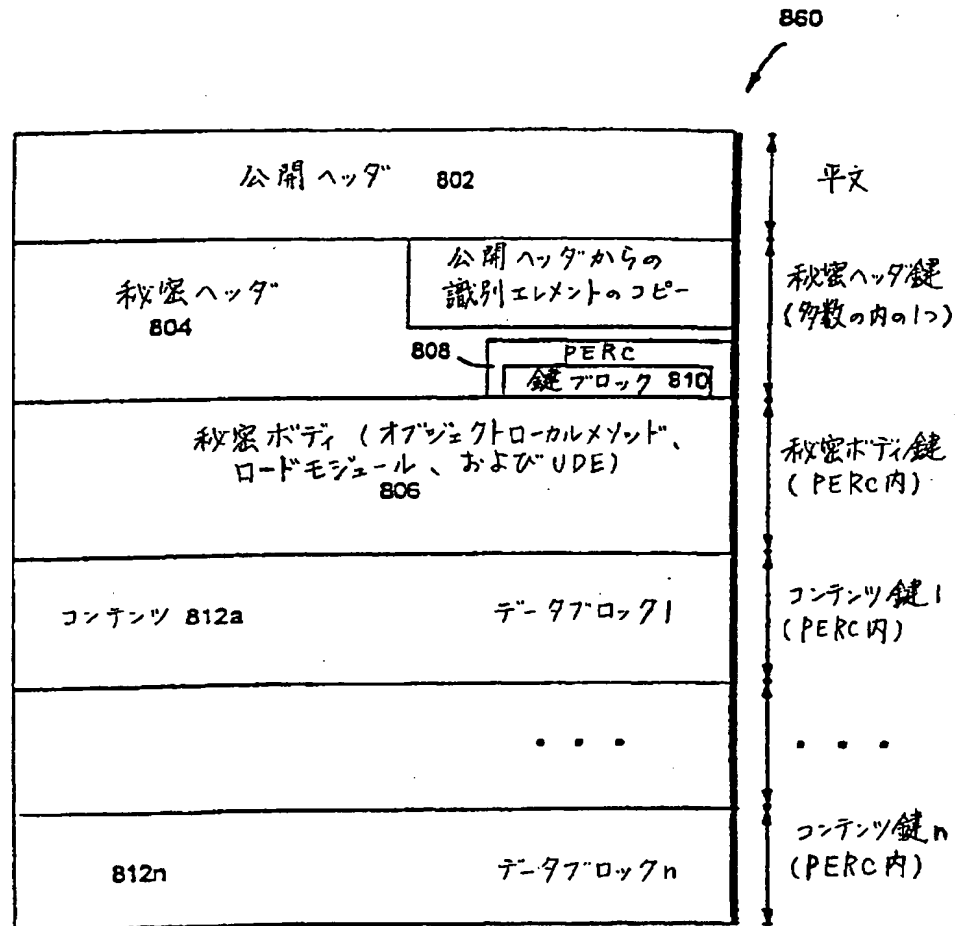 860
公開ヘッダ 802
平文
秘密ヘッダ
804
公開ヘッダからの
識別エレメントのコピー
808
PERC
鍵ブロック 810
秘密ヘッダ鍵
(多数の内の1つ)
秘密ボディ (オブジェクトローカルメソッド、
ロードモジュール、およびUDE)
806
秘密ボディ鍵
(PERC内)
コンテンツ 812a
データブロック1
コンテンツ鍵1
(PERC内)
• • •
• • •
812n
データブロックn
コンテンツ鍵n
(PERC内)